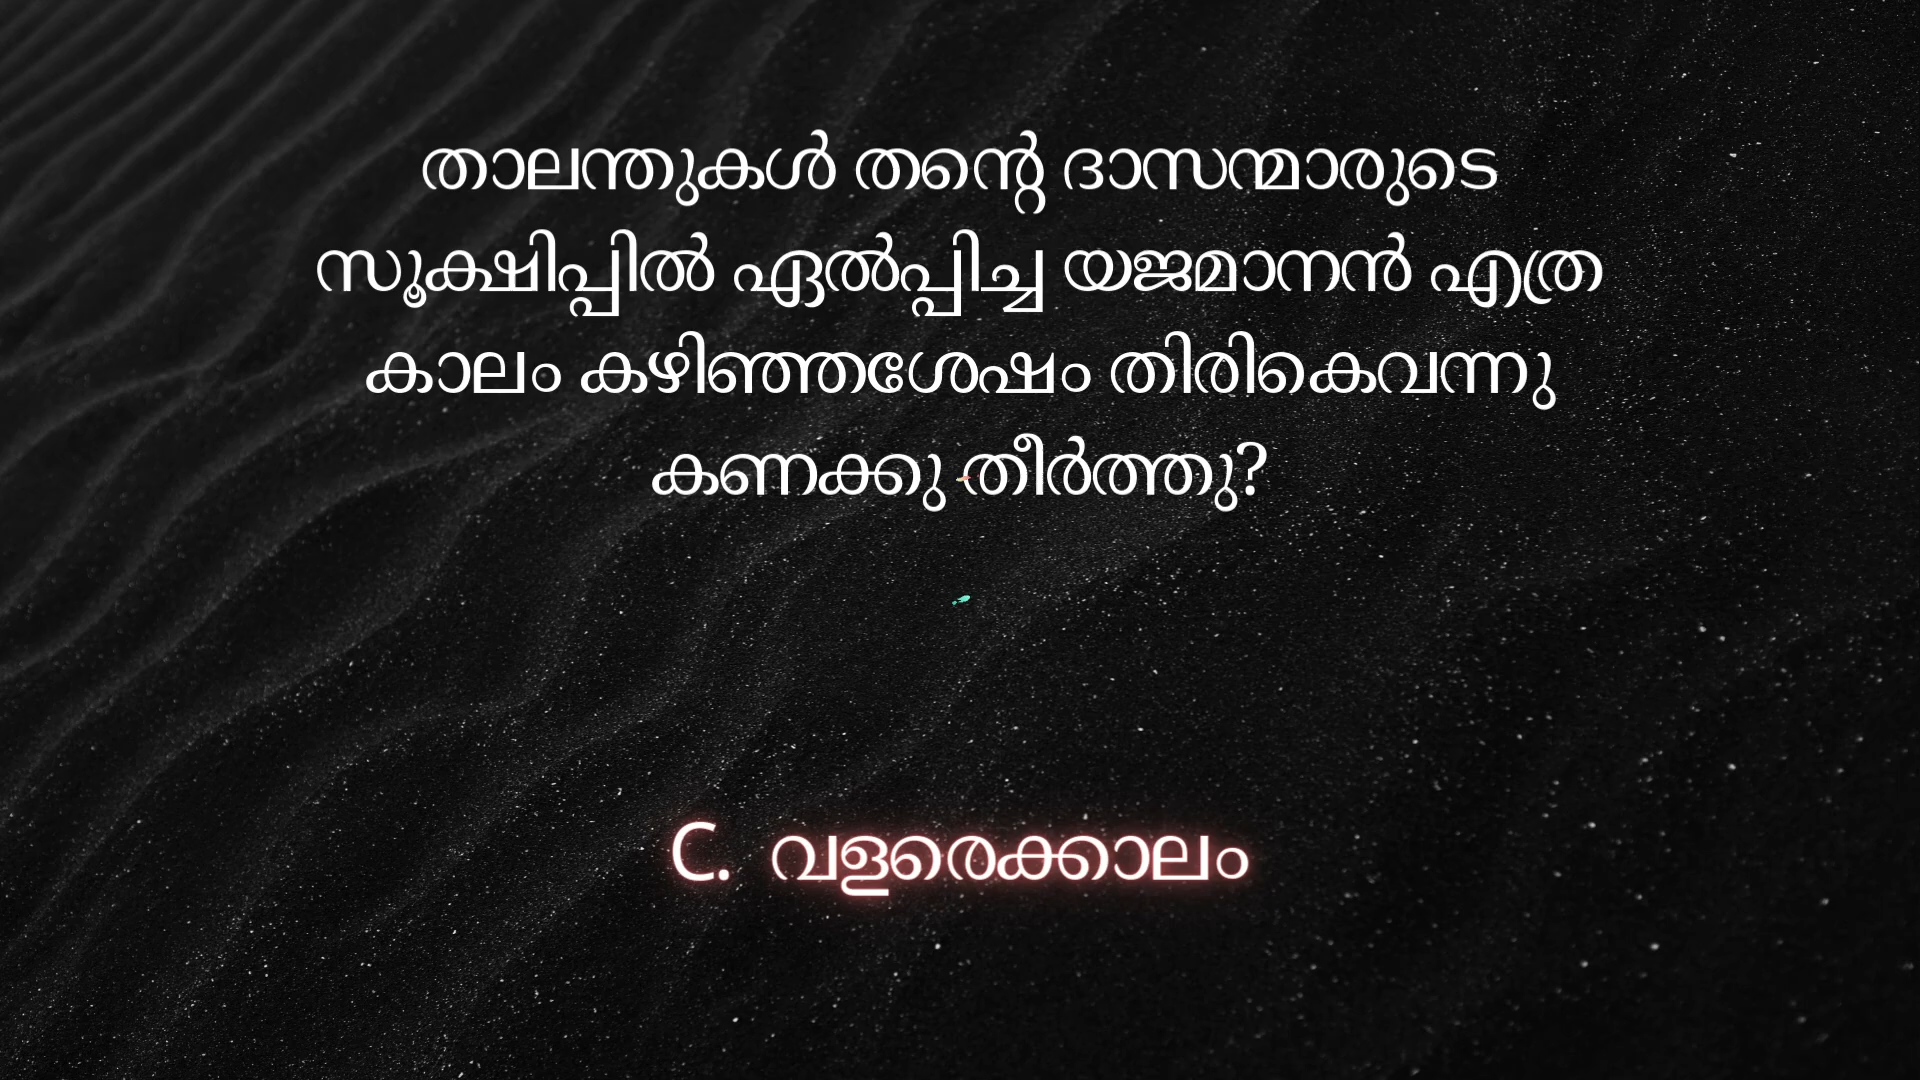 താലന്തുകൾ തന്റെ ദാസന്മാരുടെ
സൂക്ഷിപ്പിൽ ഏൽപ്പിച്ച യജമാനൻ എത്ര
കാലം കഴിഞ്ഞശേഷം തിരികെവന്നു
കണക്കു തീർത്തു?
C. വളരെക്കാലം